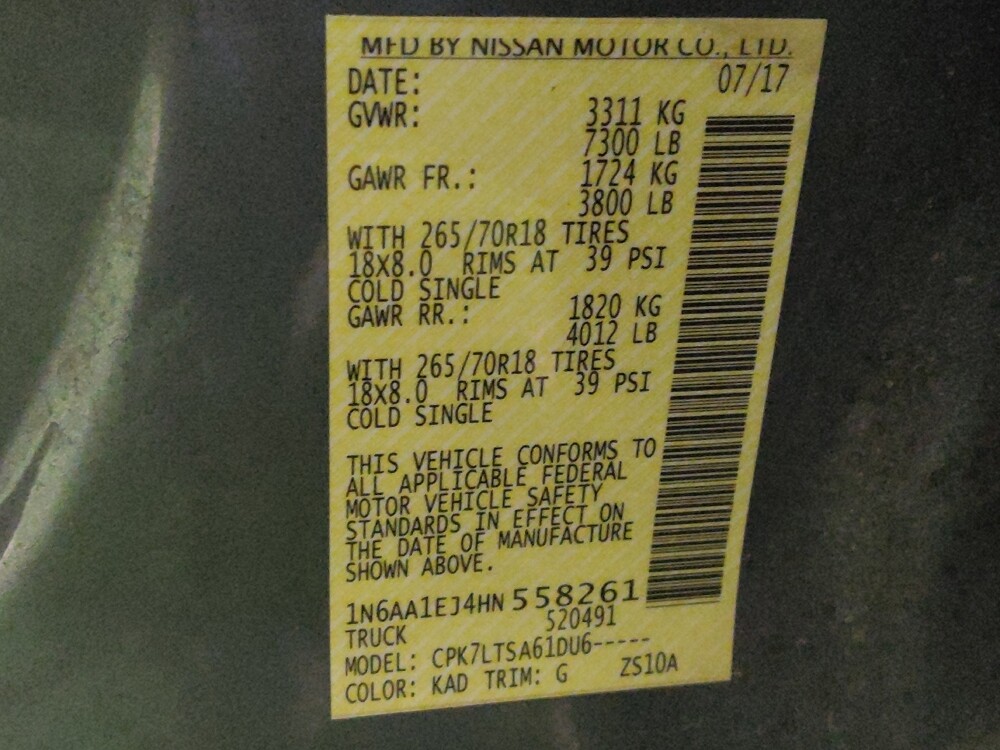 MFD BY NISSAN MOTOR CO., LTD.
DATE: 07/17
GVWR: 3311 KG
7300 LB
GAWR FR.: 1724 KG
3800 LB
WITH 265/70R18 TIRES
18X8.0 RIMS AT 39 PSI
COLD SINGLE
GAWR RR.: 1820 KG
4012 LB
WITH 265/70R18 TIRES
18X8.0 RIMS AT 39 PSI
COLD SINGLE
THIS VEHICLE CONFORMS TO
ALL APPLICABLE FEDERAL
MOTOR VEHICLE SAFETY
STANDARDS IN EFFECT ON
THE DATE OF MANUFACTURE
SHOWN ABOVE.
1N6AA1EJ4HN 558261
TRUCK 520491
MODEL: CPK7LTSA61DU6-----
COLOR: KAD TRIM: G ZS10A